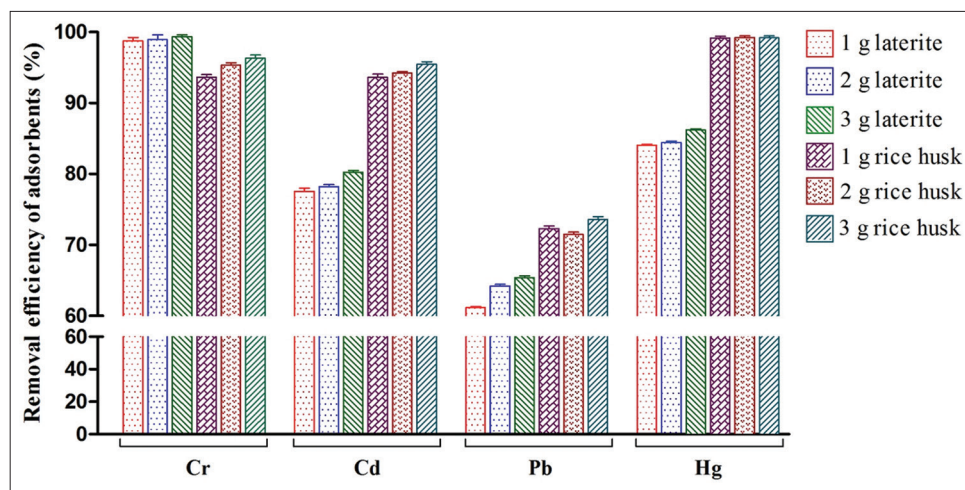 Removal efficiency of adsorbents (%)
100
90
80
70
60
60
40
20
0
Cr
Cd
Pb
Hg
1 g laterite
2 g laterite
3 g laterite
1 g rice husk
2 g rice husk
3 g rice husk